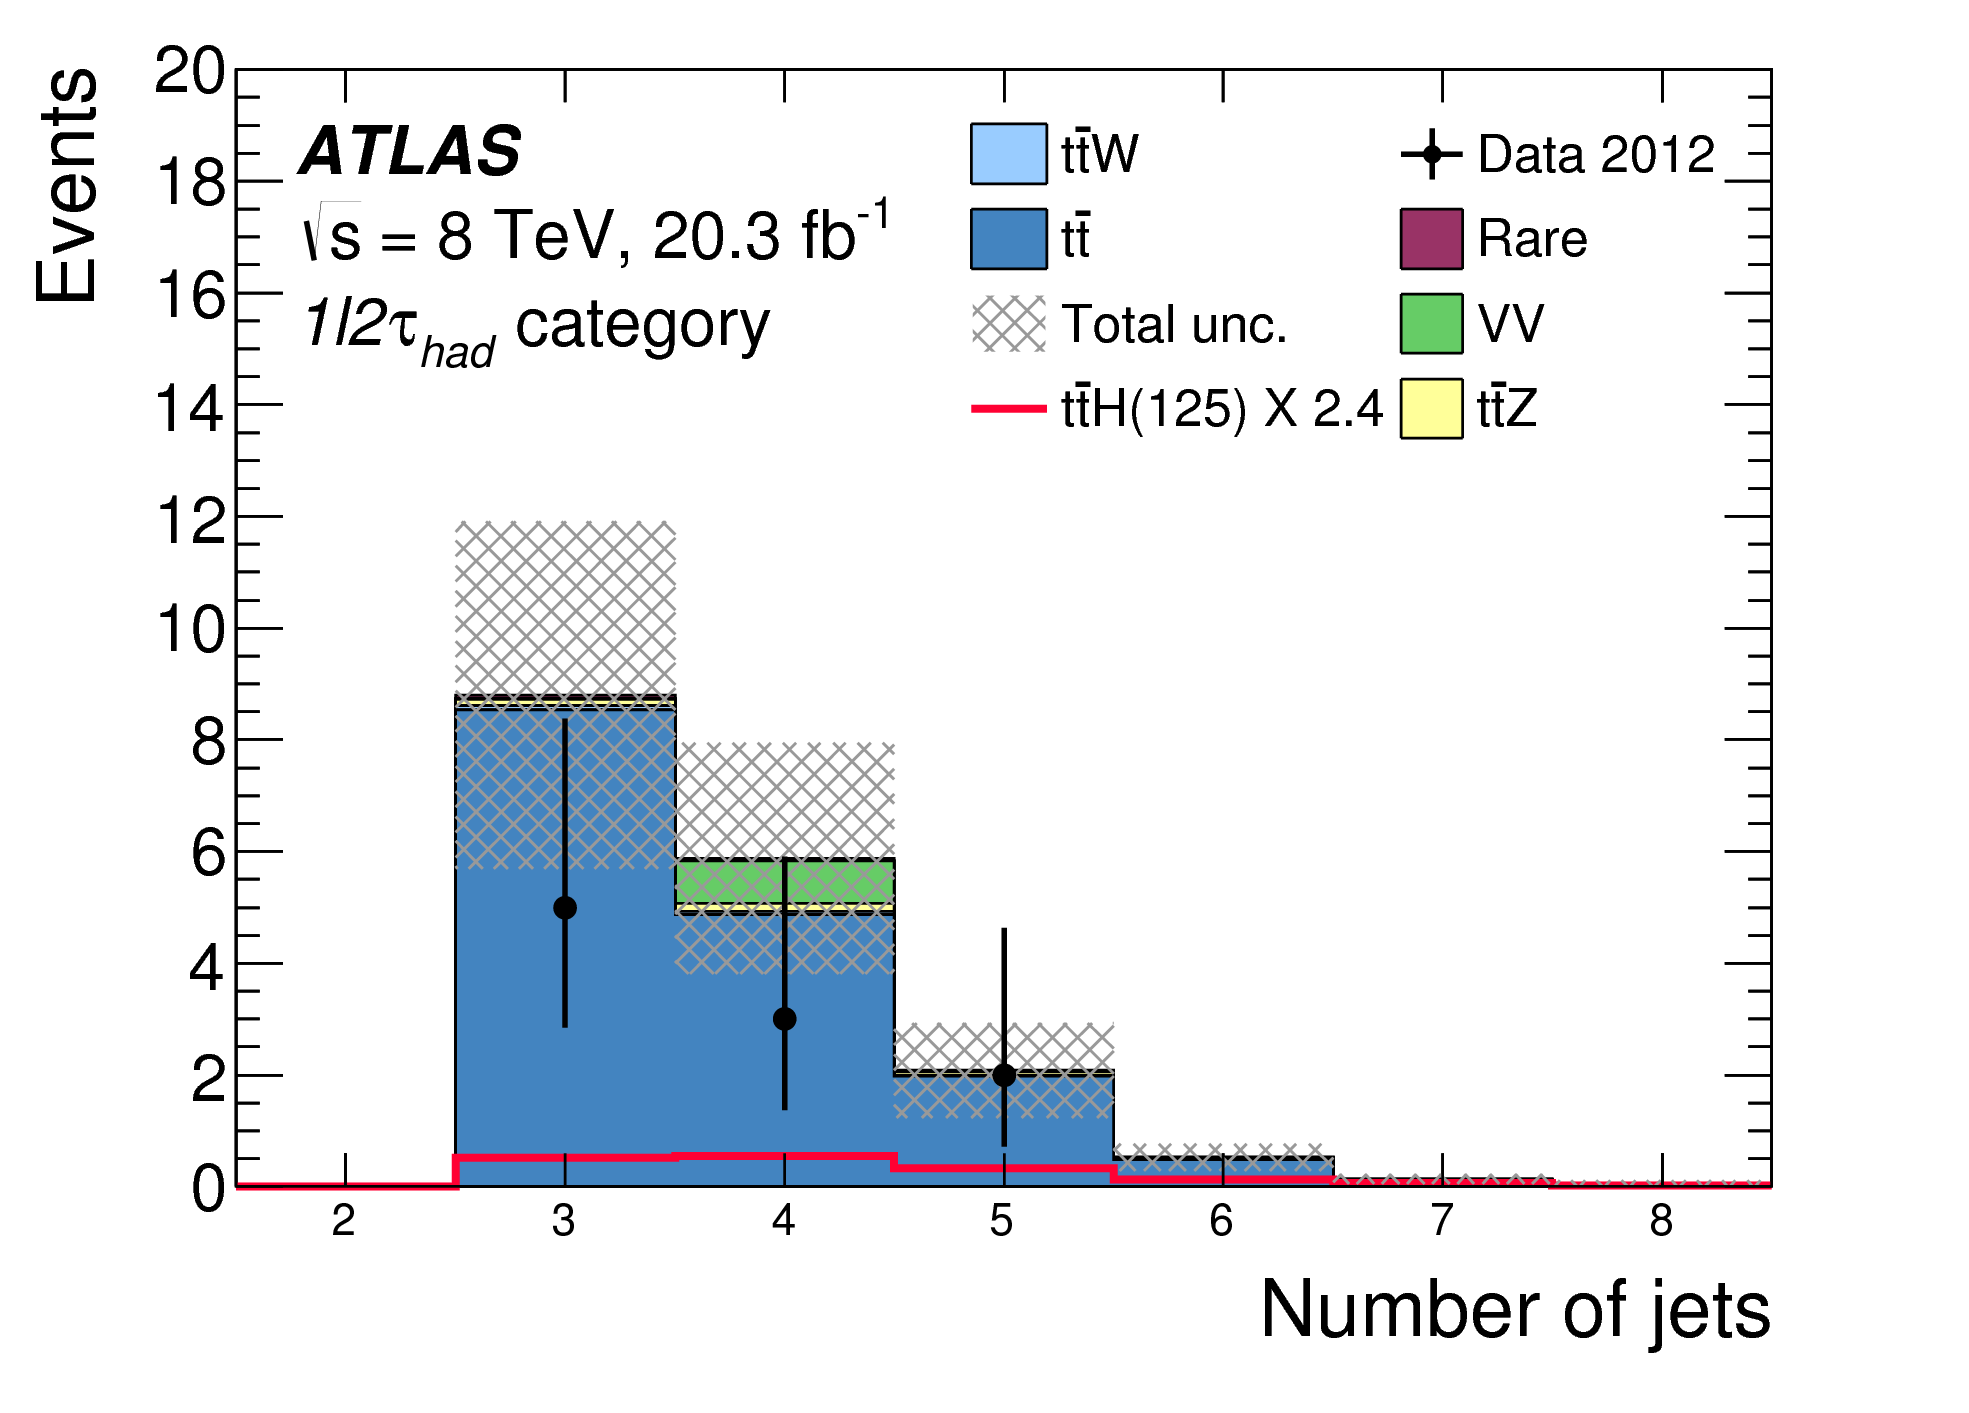 Events
20
18
16
14
12
10
8
6
4
2
0
ATLAS
√s = 8 TeV, 20.3 fb⁻¹
1l2τ_had category
tt̄W
tt̄
Total unc.
tt̄H(125) X 2.4
Data 2012
Rare
VV
tt̄Z
2 3 4 5 6 7 8
Number of jets